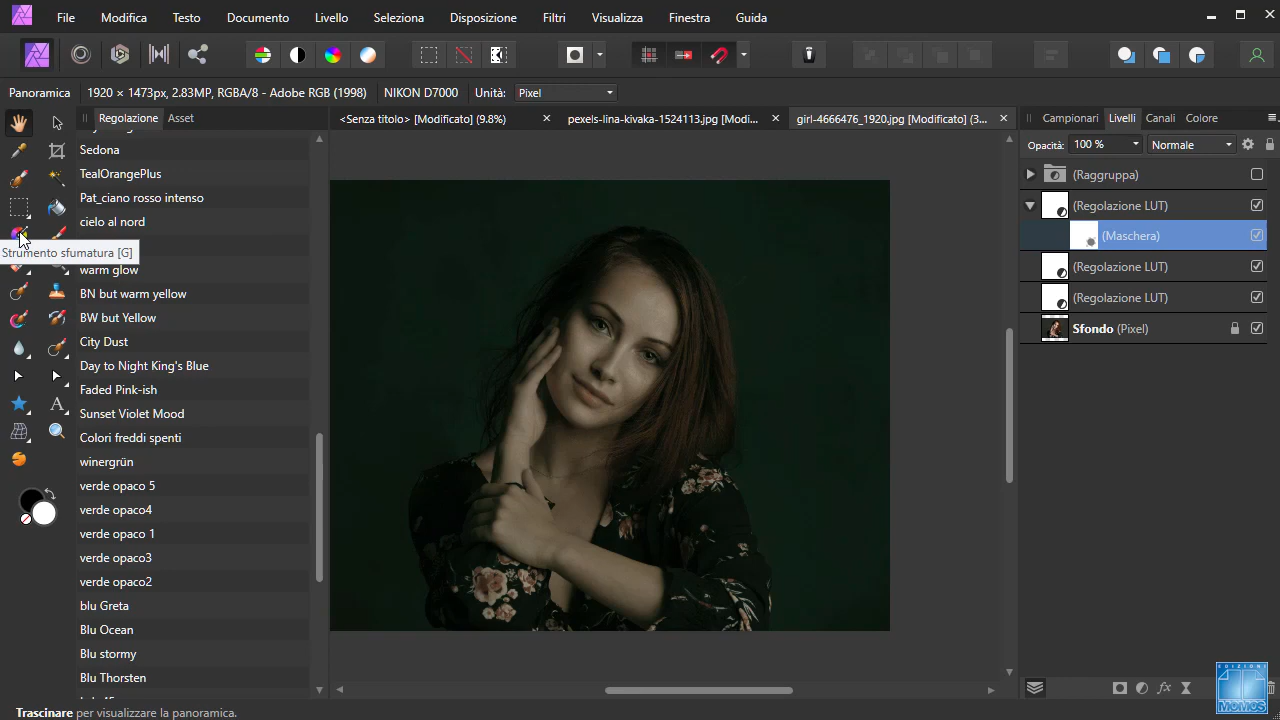 File Modifica Testo Documento Livello Seleziona Disposizione Filtri Visualizza Finestra Guida
Panoramica 1920 × 1473px, 2.83MP, RGBA/8 - Adobe RGB (1998) NIKON D7000 Unità: Pixel
Regolazione Asset
<Senza titolo> [Modificato] (9.8%) pexels-lina-kivaka-1524113.jpg [Modi... girl-4666476_1920.jpg [Modificato] (3...
Campionari Livelli Canali Colore
Opacità: 100 % Normale
Sedona
TealOrangePlus
Pat_ciano rosso intenso
cielo al nord
Strumento sfumatura [G]
warm glow
BN but warm yellow
BW but Yellow
City Dust
Day to Night King's Blue
Faded Pink-ish
Sunset Violet Mood
Colori freddi spenti
winergrün
verde opaco 5
verde opaco4
verde opaco 1
verde opaco3
verde opaco2
blu Greta
Blu Ocean
Blu stormy
Blu Thorsten
(Raggruppa)
(Regolazione LUT)
(Maschera)
(Regolazione LUT)
(Regolazione LUT)
Sfondo (Pixel)
EDIZIONI
MOMOS
Trascinare per visualizzare la panoramica.